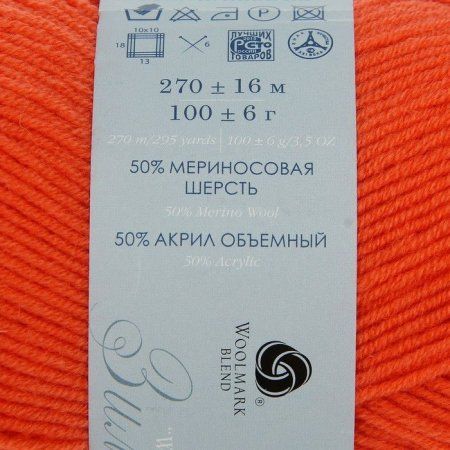 10x10
18
13
6
P
ЛУЧШИХ
РСТО
ТОВАРОВ
270 ± 16 м
100 ± 6 г
270 m/295 yards 100 ± 6 g/3,5 OZ
50% МЕРИНОСОВАЯ
ШЕРСТЬ
50% Merino Wool
50% АКРИЛ ОБЪЕМНЫЙ
50% Acrylic
WOOLMARK
BLEND
®